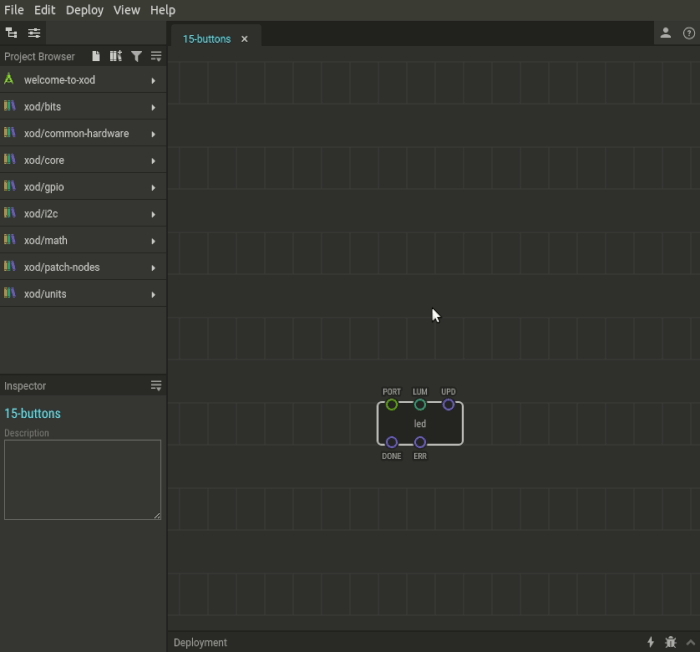 File Edit Deploy View Help
15-buttons
Project Browser
welcome-to-xod
xod/bits
xod/common-hardware
xod/core
xod/gpio
xod/i2c
xod/math
xod/patch-nodes
xod/units
Inspector
15-buttons
Description
PORT LUM UPD
led
DONE ERR
Deployment